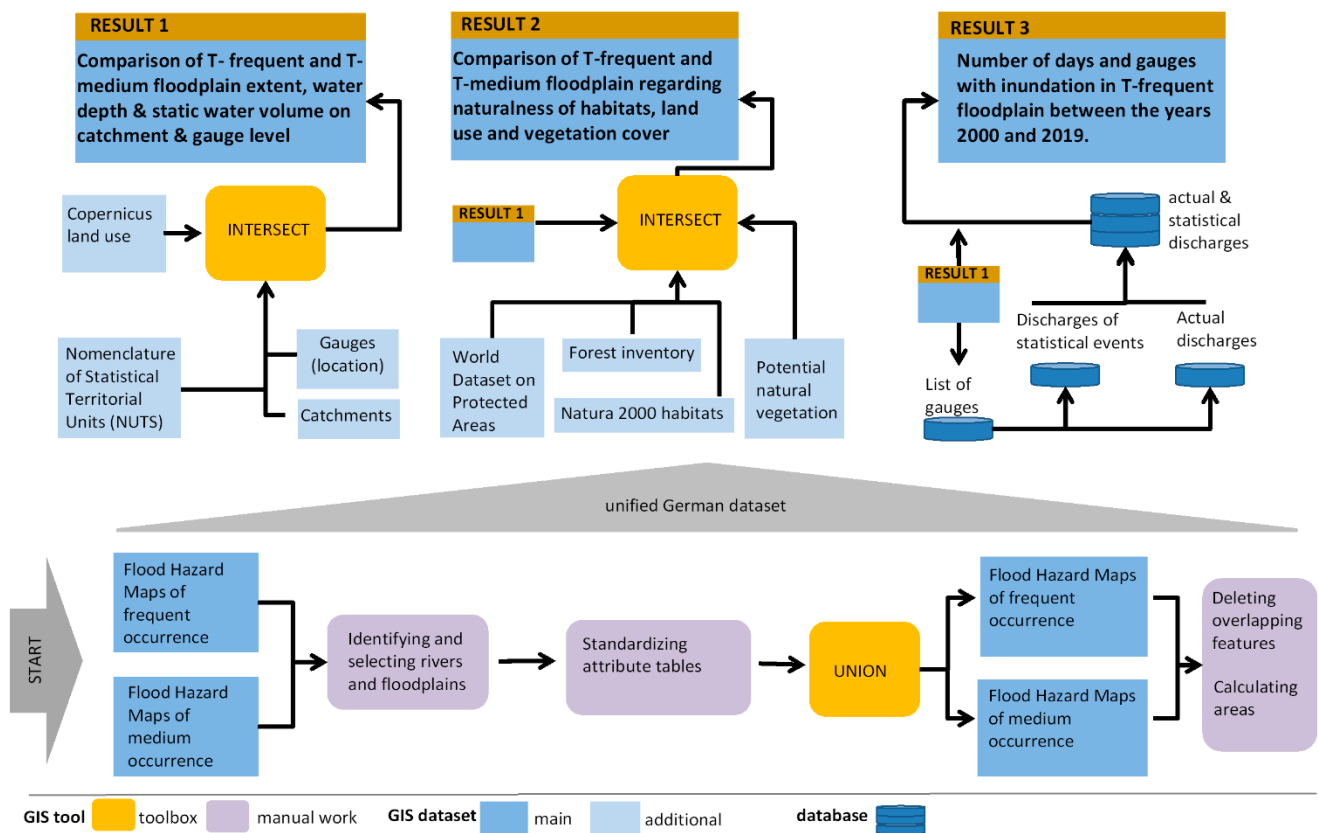 RESULT 1
Comparison of T- frequent and T-
medium floodplain extent, water
depth & static water volume on
catchment & gauge level
Copernicus
land use
INTERSECT
Nomenclature
of Statistical
Territorial
Units (NUTS)
Gauges
(location)
Catchments
RESULT 2
Comparison of T-frequent and
T-medium floodplain regarding
naturalness of habitats, land
use and vegetation cover
RESULT 1
INTERSECT
World
Dataset on
Protected
Areas
Forest inventory
Natura 2000 habitats
Potential
natural
vegetation
RESULT 3
Number of days and gauges
with inundation in T-frequent
floodplain between the years
2000 and 2019.
actual &
statistical
discharges
RESULT 1
Discharges of
statistical events
Actual
discharges
List of
gauges
unified German dataset
START
Flood Hazard
Maps of
frequent
occurrence
Flood Hazard
Maps of
medium
occurrence
Identifying and
selecting rivers
and floodplains
Standardizing
attribute tables
UNION
Flood Hazard Maps
of frequent
occurrence
Flood Hazard Maps
of medium
occurrence
Deleting
overlapping
features
Calculating
areas
GIS tool toolbox manual work GIS dataset main additional database